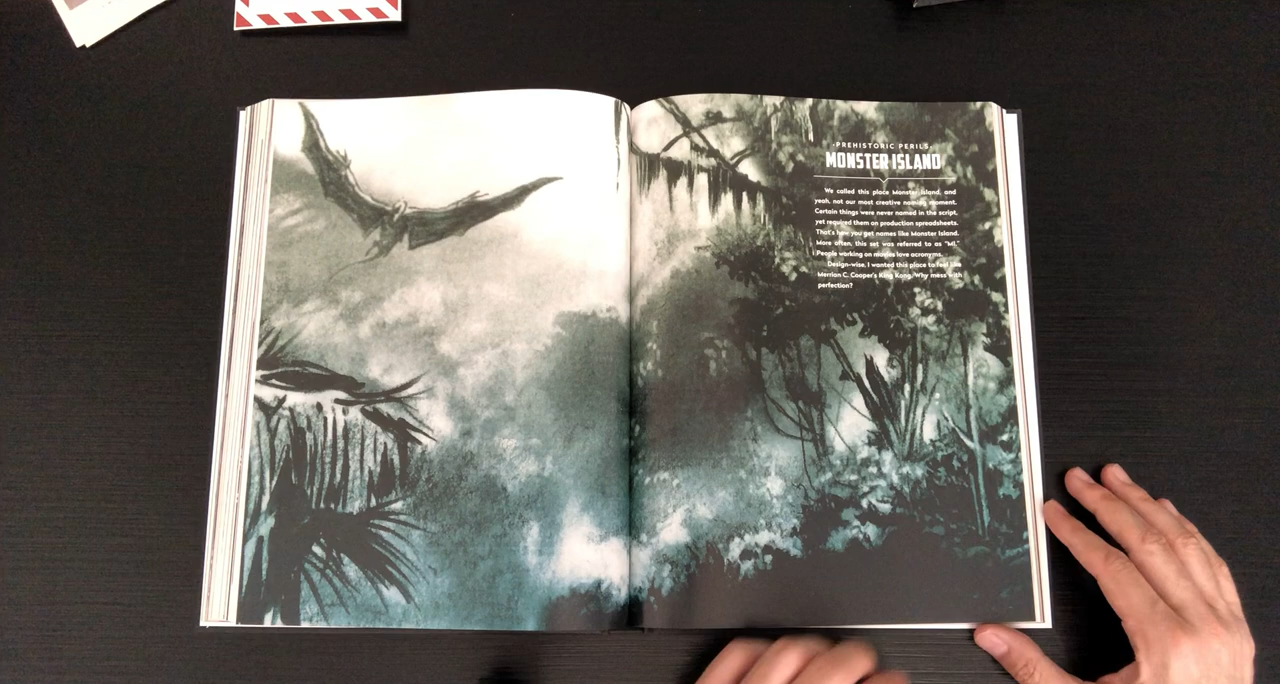 ·PREHISTORIC PERILS·
MONSTER ISLAND
We called this place Monster Island, and
yeah, not our most creative naming moment.
Certain things were never named in the script,
yet required them on production spreadsheets.
That's how you get names like Monster Island.
More often, this set was referred to as "MI."
People working on movies love acronyms.
Design-wise, I wanted this place to feel like
Merrian C. Cooper's King Kong. Why mess with
perfection?